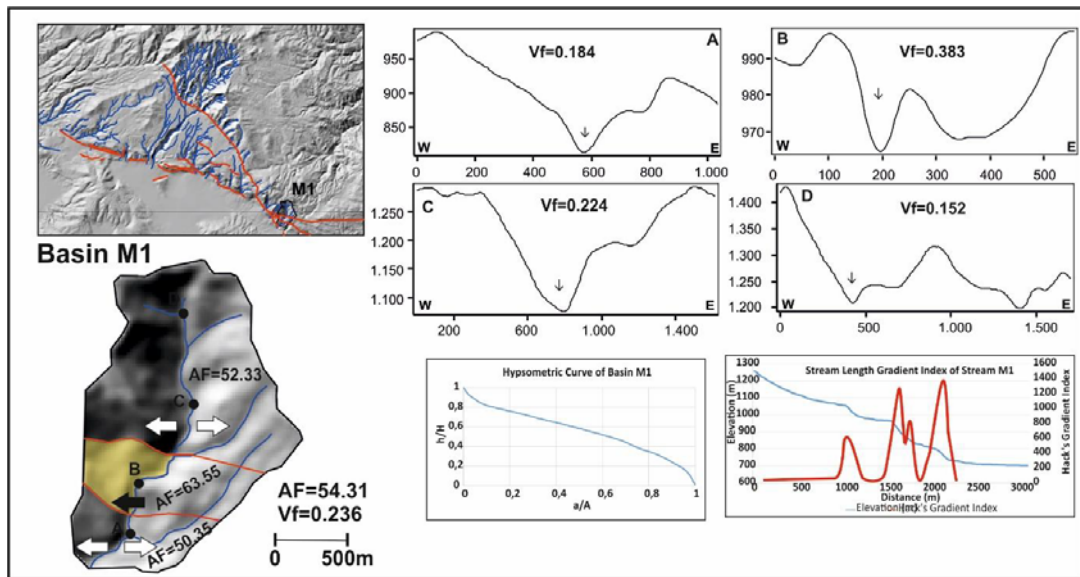 M1
Basin M1
D
AF=52.33
C
B
AF=63.55
A
AF=50.35
AF=54.31
Vf=0.236
0 500m
A
Vf=0.184
950
900
850
W
E
0 200 400 600 800 1.000
B
Vf=0.383
990
980
970
W
E
0 100 200 300 400 500
C
Vf=0.224
1.250
1.200
1.150
1.100
W
E
200 600 1.000 1.400
D
Vf=0.152
1.400
1.350
1.300
1.250
1.200
W
E
0 500 1.000 1.500
Hypsometric Curve of Basin M1
h/H
1
0,8
0,6
0,4
0,2
0
0 0,2 0,4 0,6 0,8 1
a/A
Stream Length Gradient Index of Stream M1
Elevation (m)
1300
1200
1100
1000
900
800
700
600
1600
1400
1200
1000
800
600
400
200
Hack's Gradient Index
0 500 1000 1500 2000 2500 3000
Distance (m)
Elevation (m) Hack's Gradient Index